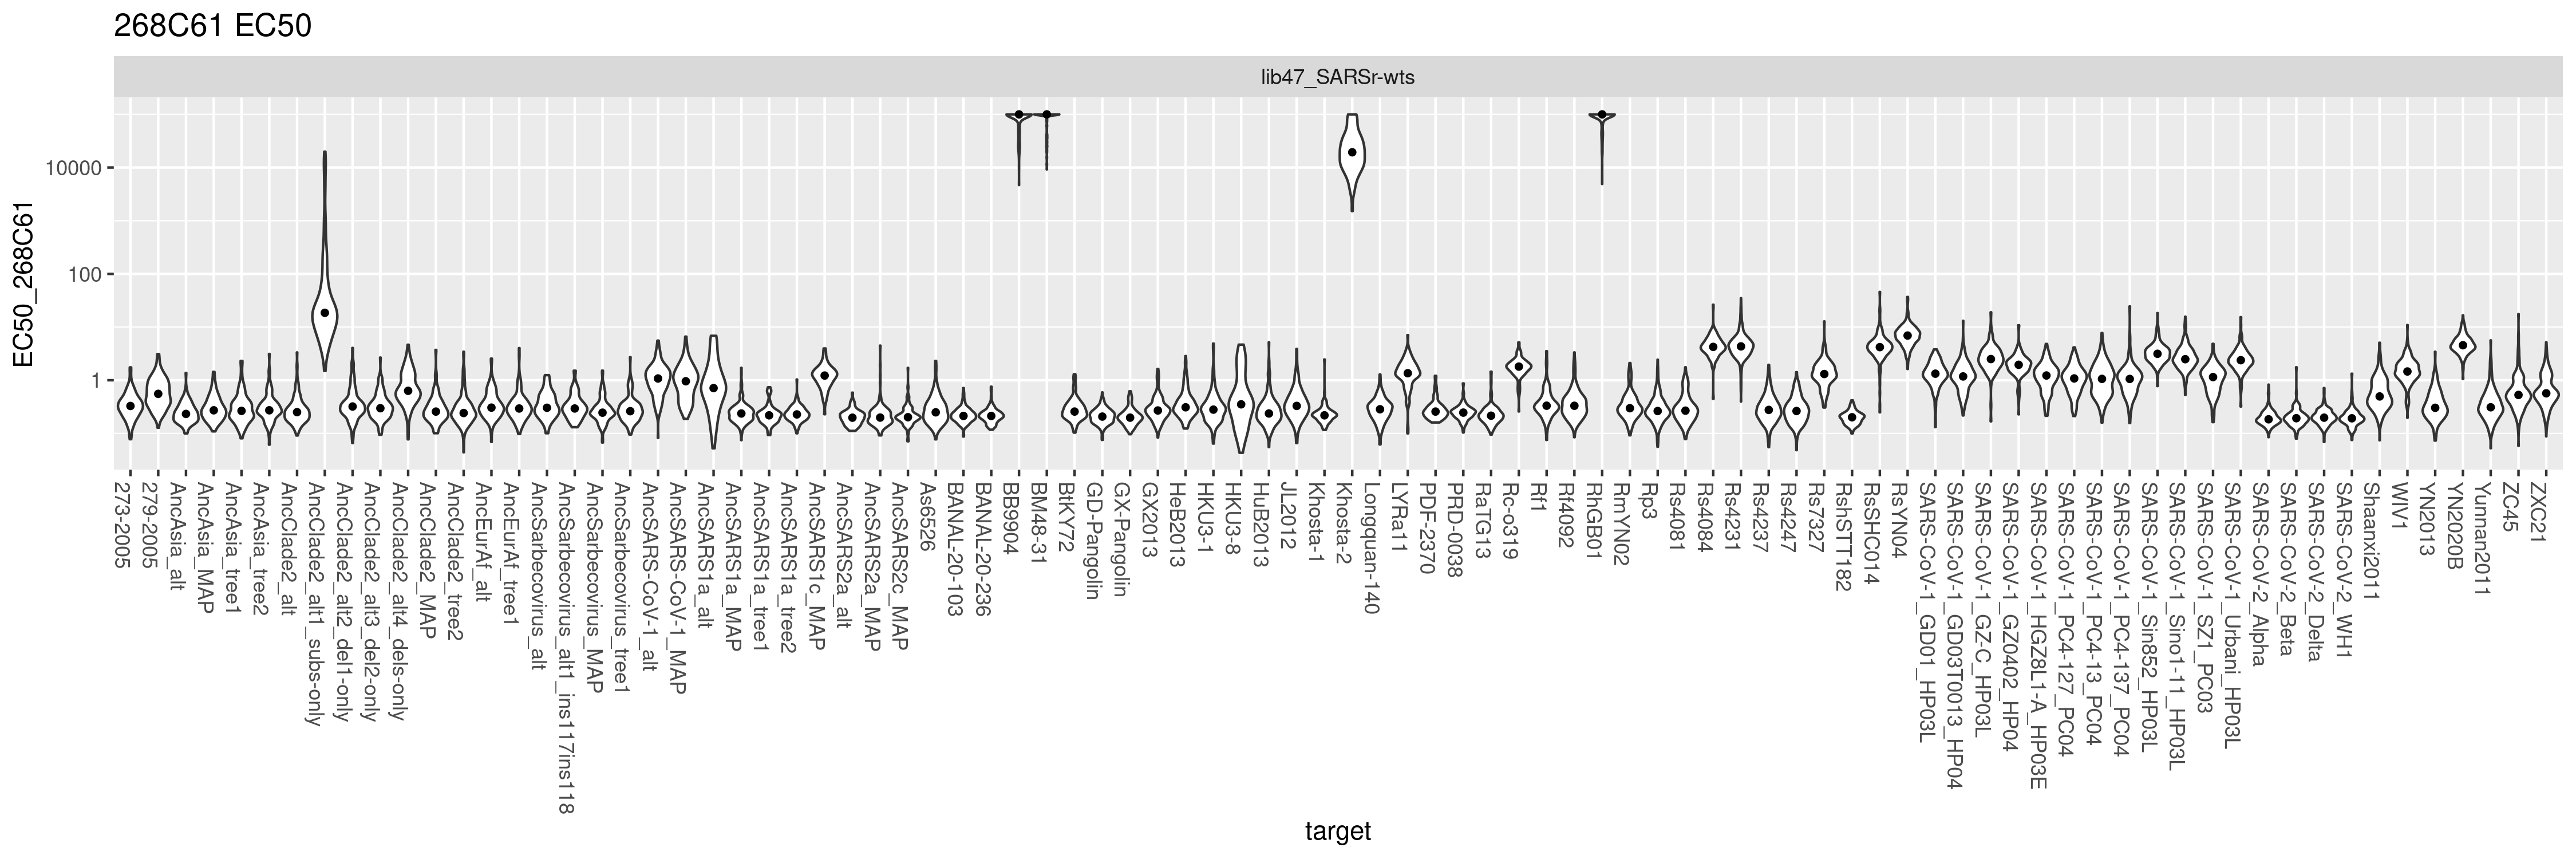 268C61 EC50
lib47_SARSr-wts
EC50_268C61
10000
100
1
273-2005
279-2005
AncAsia_alt
AncAsia_MAP
AncAsia_tree1
AncAsia_tree2
AncClade2_alt
AncClade2_alt1_subs-only
AncClade2_alt2_del1-only
AncClade2_alt3_del2-only
AncClade2_alt4_dels-only
AncClade2_MAP
AncClade2_tree2
AncEurAf_alt
AncEurAf_tree1
AncSarbecovirus_alt
AncSarbecovirus_alt1_ins117ins118
AncSarbecovirus_MAP
AncSarbecovirus_tree1
AncSARS-CoV-1_alt
AncSARS-CoV-1_MAP
AncSARS1a_alt
AncSARS1a_MAP
AncSARS1a_tree1
AncSARS1a_tree2
AncSARS1c_MAP
AncSARS2a_alt
AncSARS2a_MAP
AncSARS2c_MAP
As6526
BANAL-20-103
BANAL-20-236
BB9904
BM48-31
BtKY72
GD-Pangolin
GX-Pangolin
GX2013
HeB2013
HKU3-1
HKU3-8
HuB2013
JL2012
Khosta-1
Khosta-2
Longquan-140
LYRa11
PDF-2370
PRD-0038
RaTG13
Rc-o319
Rf1
Rf4092
RhGB01
RmYN02
Rp3
Rs4081
Rs4084
Rs4231
Rs4237
Rs4247
Rs7327
RshSTT182
RsSHC014
RsYN04
SARS-CoV-1_GD01_HP03L
SARS-CoV-1_GD03T0013_HP04
SARS-CoV-1_GZ-C_HP03L
SARS-CoV-1_GZ0402_HP04
SARS-CoV-1_HGZ8L1-A_HP03E
SARS-CoV-1_PC4-127_PC04
SARS-CoV-1_PC4-13_PC04
SARS-CoV-1_PC4-137_PC04
SARS-CoV-1_Sin852_HP03L
SARS-CoV-1_Sino1-11_HP03L
SARS-CoV-1_SZ1_PC03
SARS-CoV-1_Urbani_HP03L
SARS-CoV-2_Alpha
SARS-CoV-2_Beta
SARS-CoV-2_Delta
SARS-CoV-2_WH1
Shaanxi2011
WIV1
YN2013
YN2020B
Yunnan2011
ZC45
ZXC21
target